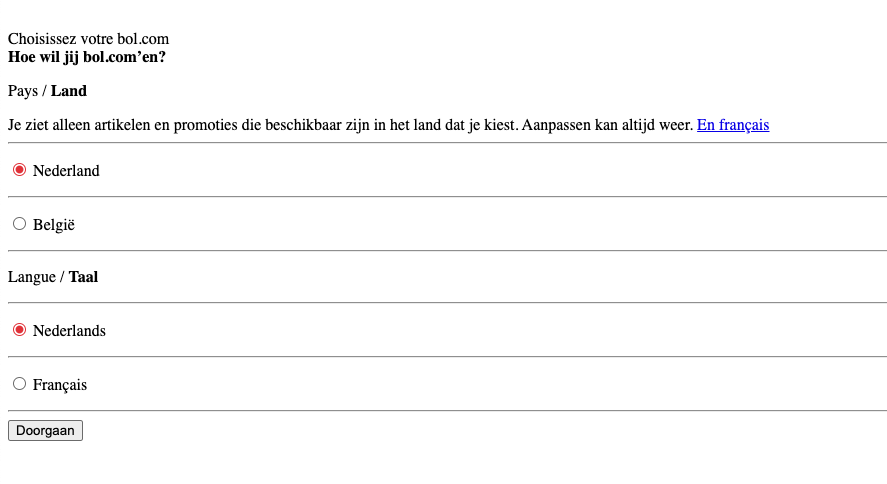 Choisissez votre bol.com
Hoe wil jij bol.com’en?
Pays / Land
Je ziet alleen artikelen en promoties die beschikbaar zijn in het land dat je kiest. Aanpassen kan altijd weer. En français
Nederland
België
Langue / Taal
Nederlands
Français
Doorgaan